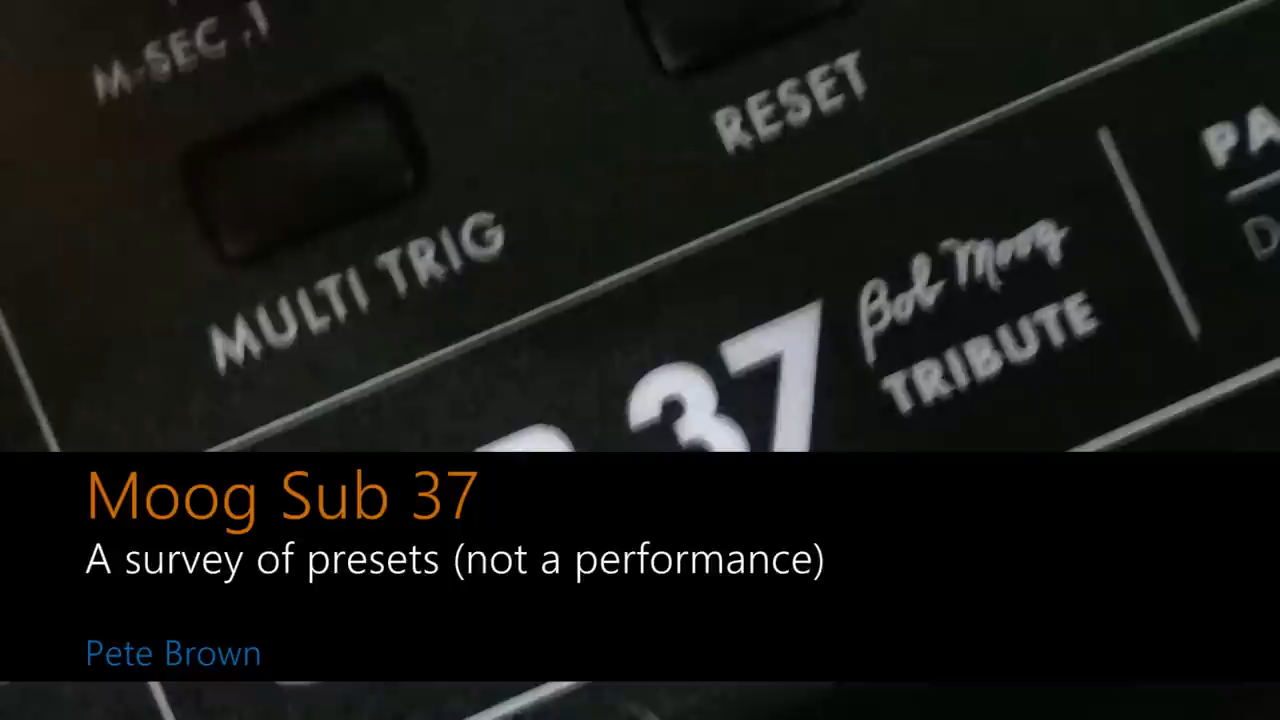 M-SEC .1
RESET
MULTI TRIG
PA
D
Bob Moog
37
TRIBUTE
Moog Sub 37
A survey of presets (not a performance)
Pete Brown